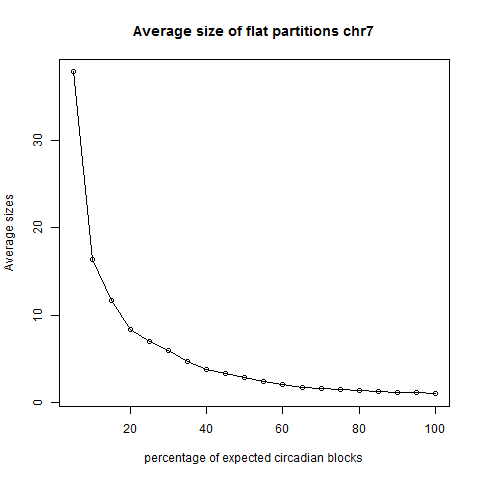 Average size of flat partitions chr7
Average sizes
30
20
10
0
20 40 60 80 100
percentage of expected circadian blocks